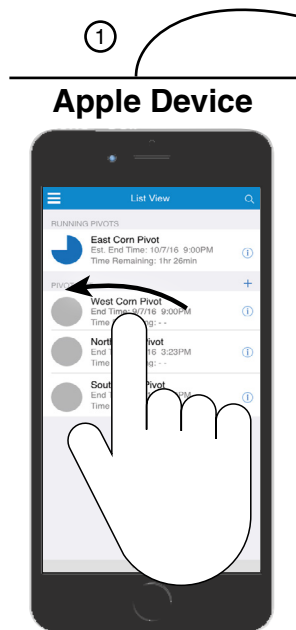 1
Apple Device
List View
RUNNING PIVOTS
East Corn Pivot
Est. End Time: 10/7/16 9:00PM
Time Remaining: 1hr 26min
West Corn Pivot
End Time: 9/7/16 9:00PM
Time
North Pivot
End 3:23PM
Time
Pivot
End
Time